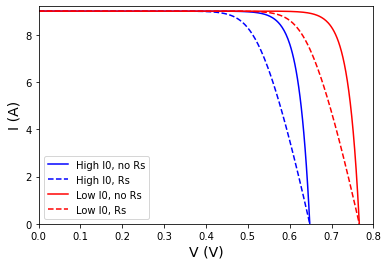 8
6
4
2
0
I (A)
High I0, no Rs
High I0, Rs
Low I0, no Rs
Low I0, Rs
0.0 0.1 0.2 0.3 0.4 0.5 0.6 0.7 0.8
V (V)